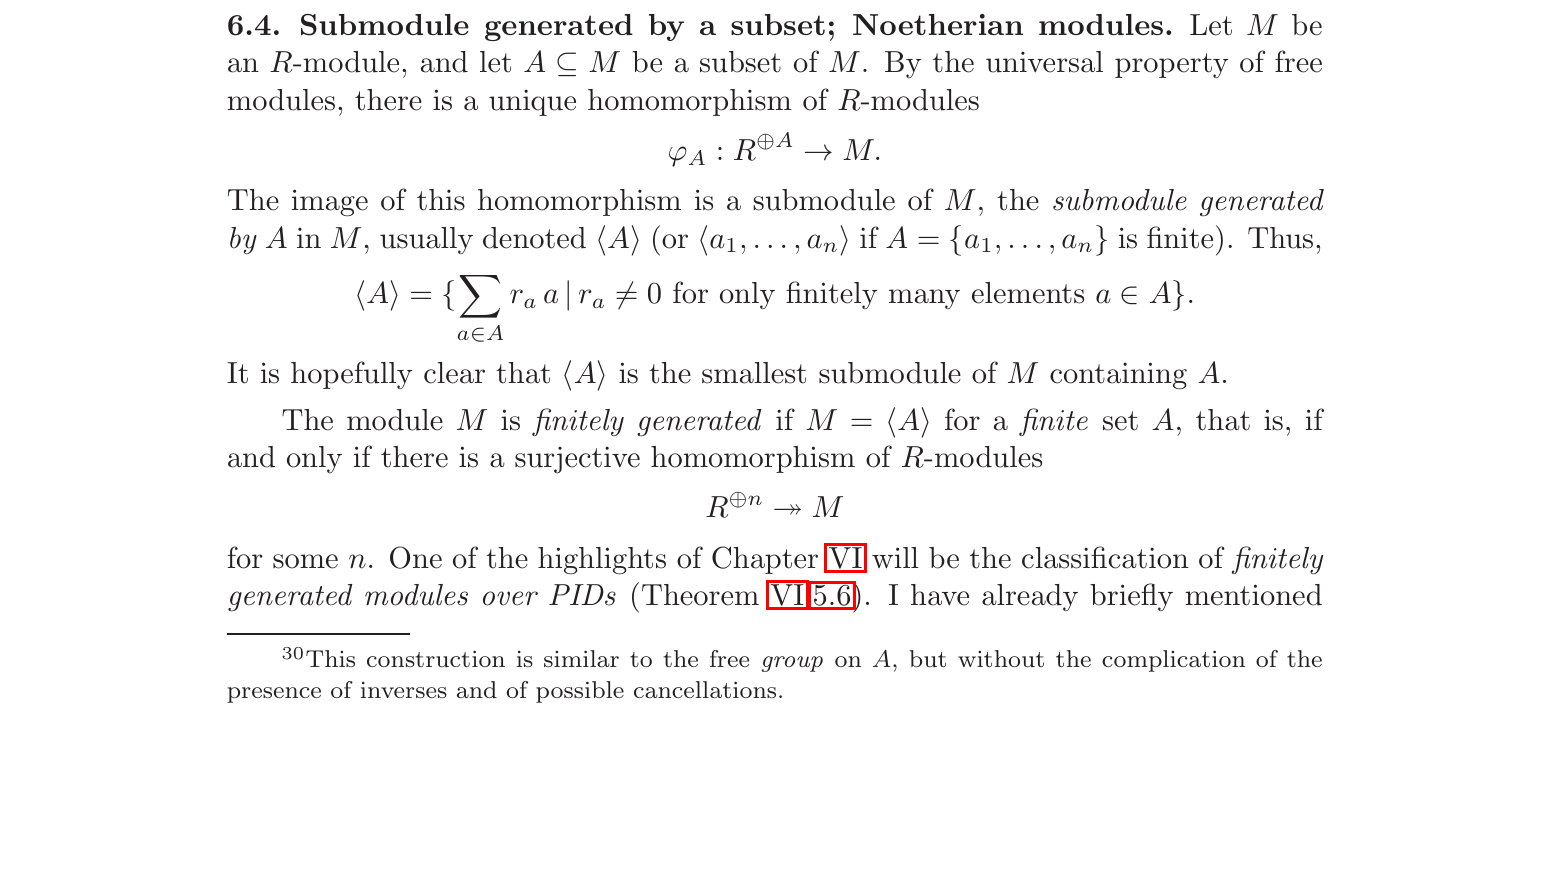 6.4. Submodule generated by a subset; Noetherian modules. Let M be
an R-module, and let A ⊆ M be a subset of M. By the universal property of free
modules, there is a unique homomorphism of R-modules
φ_A : R^{⊕A} → M.
The image of this homomorphism is a submodule of M, the submodule generated
by A in M, usually denoted ⟨A⟩ (or ⟨a₁, . . . , aₙ⟩ if A = {a₁, . . . , aₙ} is finite). Thus,
⟨A⟩ = {∑_{a∈A} r_a a | r_a ≠ 0 for only finitely many elements a ∈ A}.
It is hopefully clear that ⟨A⟩ is the smallest submodule of M containing A.
The module M is finitely generated if M = ⟨A⟩ for a finite set A, that is, if
and only if there is a surjective homomorphism of R-modules
R^{⊕n} ↠ M
for some n. One of the highlights of Chapter VI will be the classification of finitely
generated modules over PIDs (Theorem VI 5.6). I have already briefly mentioned
³⁰This construction is similar to the free group on A, but without the complication of the
presence of inverses and of possible cancellations.